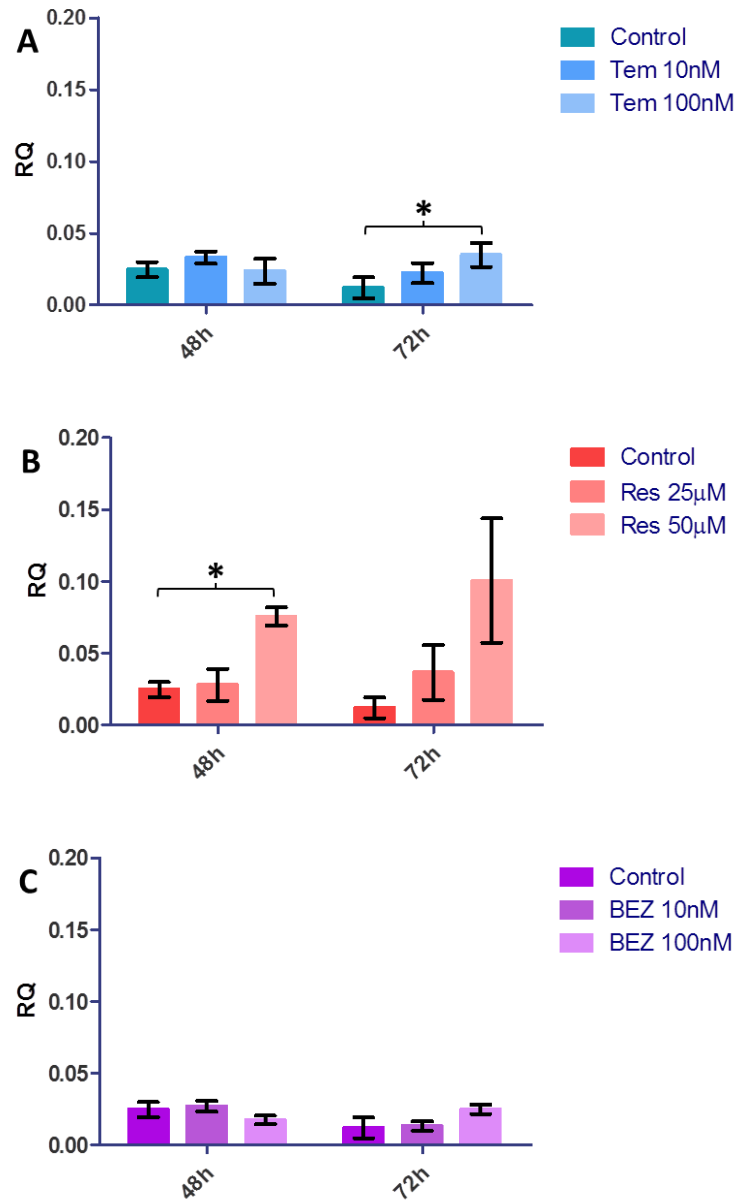 A
0.20
0.15
0.10
0.05
0.00
RQ
*
48h
72h
Control
Tem 10nM
Tem 100nM
B
0.20
0.15
0.10
0.05
0.00
RQ
*
48h
72h
Control
Res 25μM
Res 50μM
C
0.20
0.15
0.10
0.05
0.00
RQ
48h
72h
Control
BEZ 10nM
BEZ 100nM